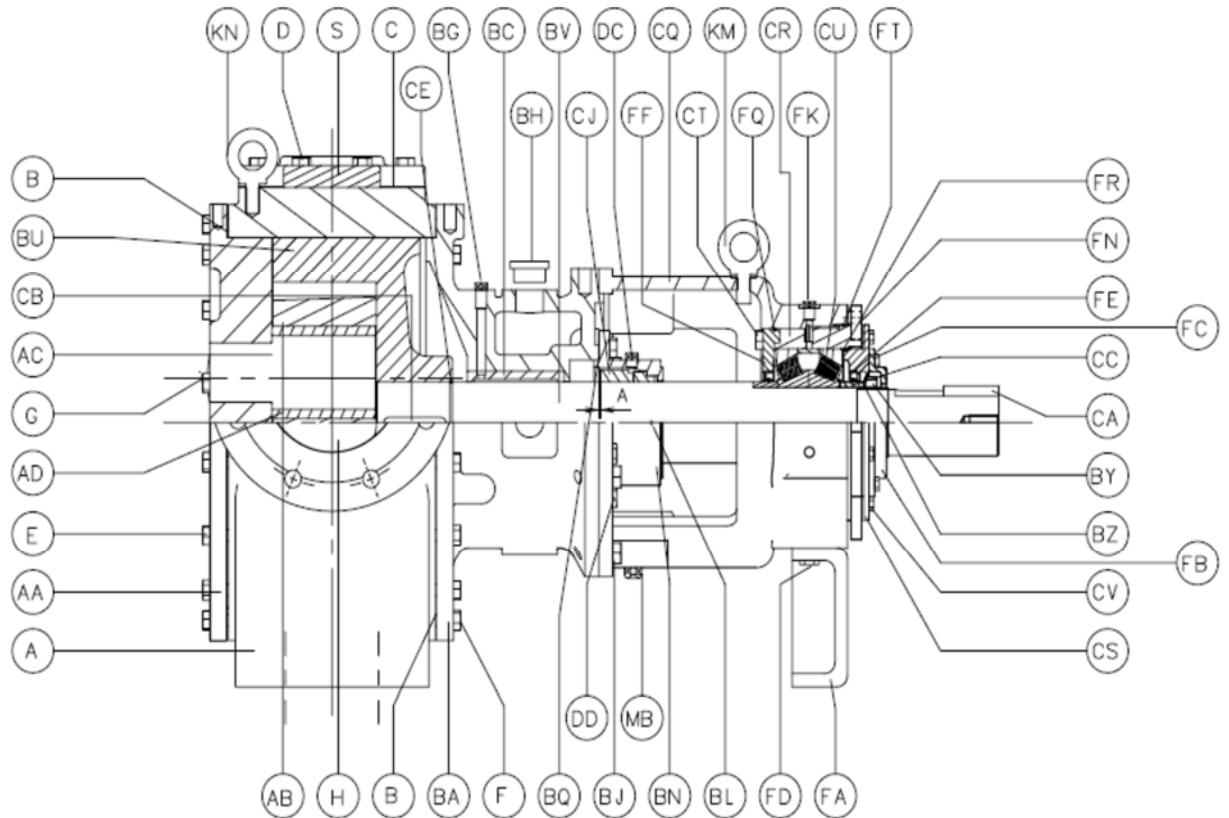 KN D S C BG BC BV DC CQ KM CR CU FT
CE BH CJ FF CT FQ FK
B
BU
CB
AC
G
AD
E
AA
A
A
FR
FN
FE
FC
CC
CA
BY
BZ
FB
CV
CS
DD MB
AB H B BA F BQ BJ BN BL FD FA